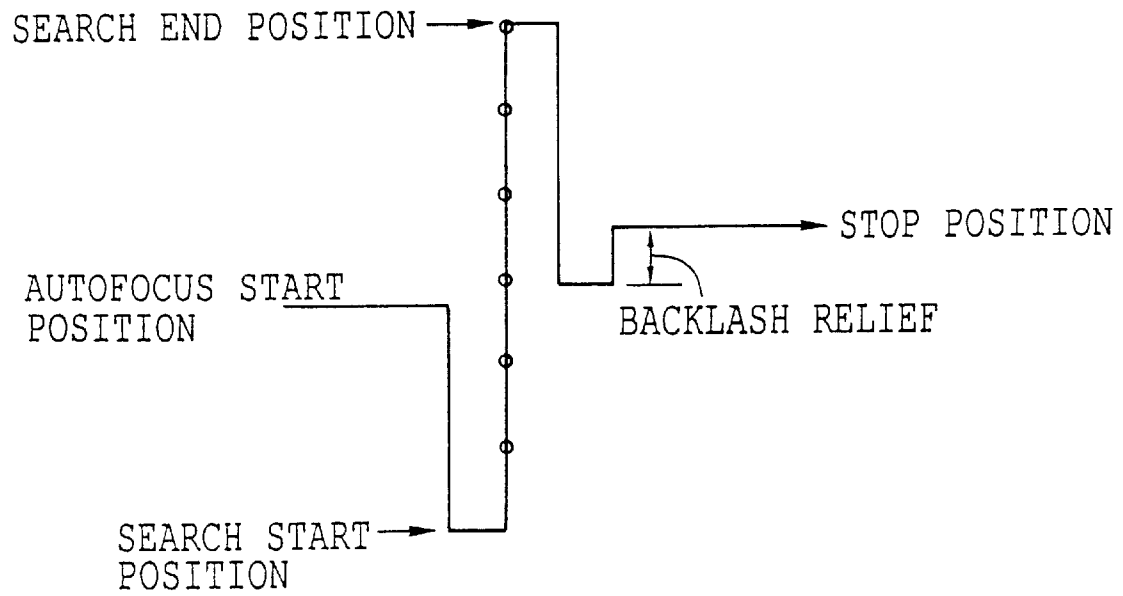 SEARCH END POSITION
STOP POSITION
AUTOFOCUS START
POSITION
BACKLASH RELIEF
SEARCH START
POSITION